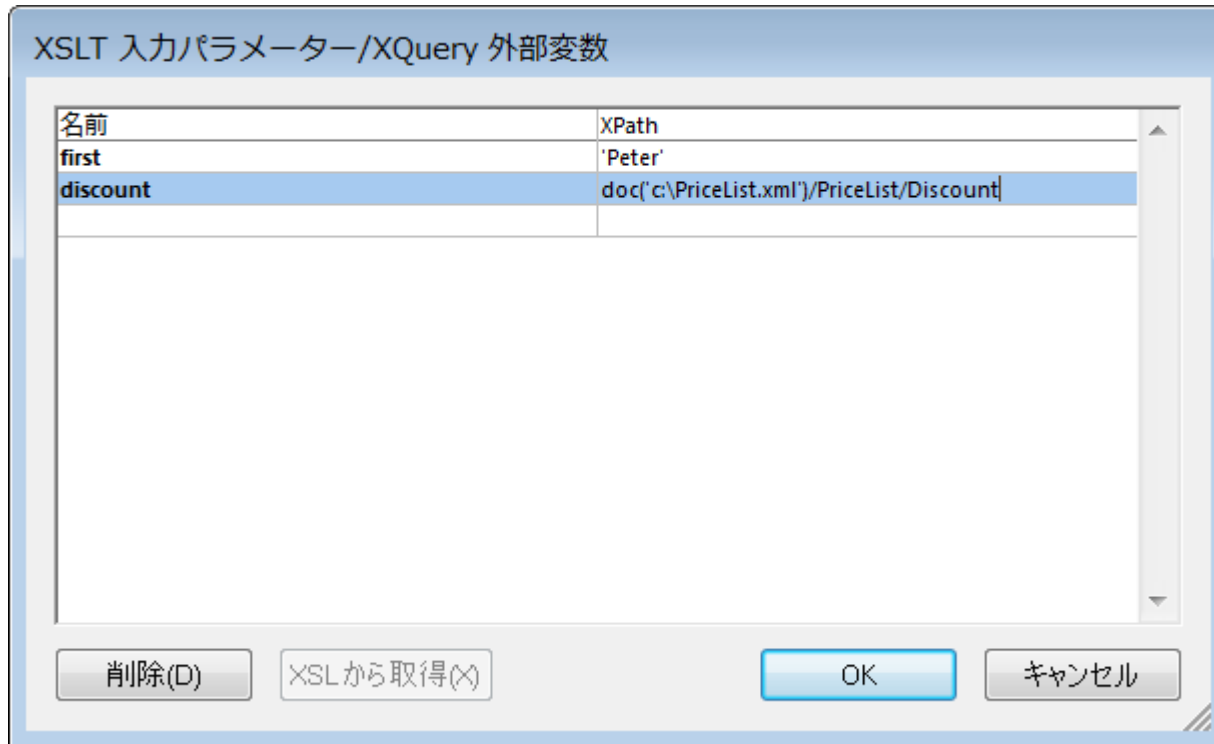 XSLT 入力パラメーター/XQuery 外部変数
名前 XPath
first 'Peter'
discount doc('c:\PriceList.xml')/PriceList/Discount
削除(D) XSLから取得(X) OK キャンセル